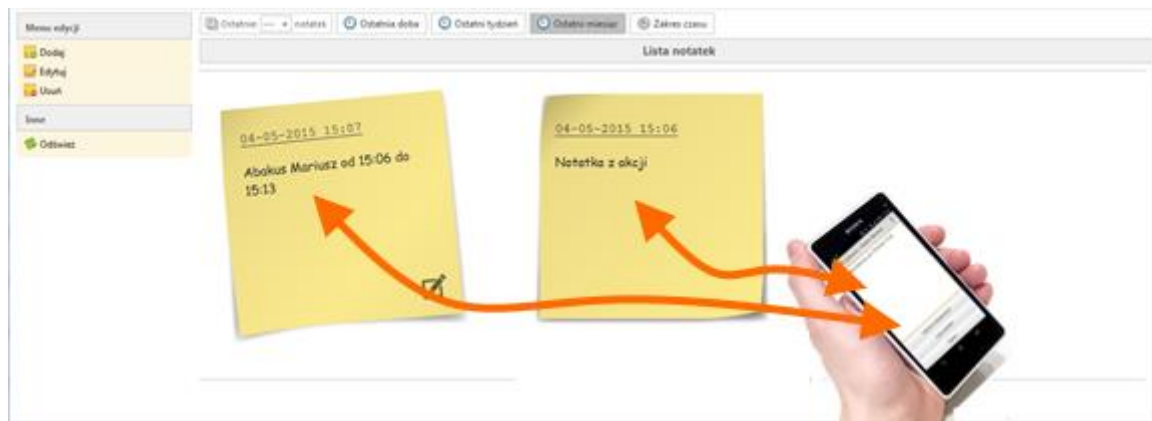 Menu edycji
Dodaj
Edytuj
Usuń
Inne
Odśwież
Ostatnie --- notatek
Ostatnia doba
Ostatni tydzień
Ostatni miesiąc
Zakres czasu
Lista notatek
04-05-2015 15:07
Abakus Mariusz od 15:06 do
15:13
04-05-2015 15:06
Notatka z akcji
SONY